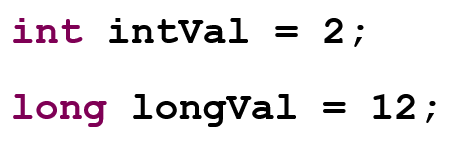 int intVal = 2;
long longVal = 12;